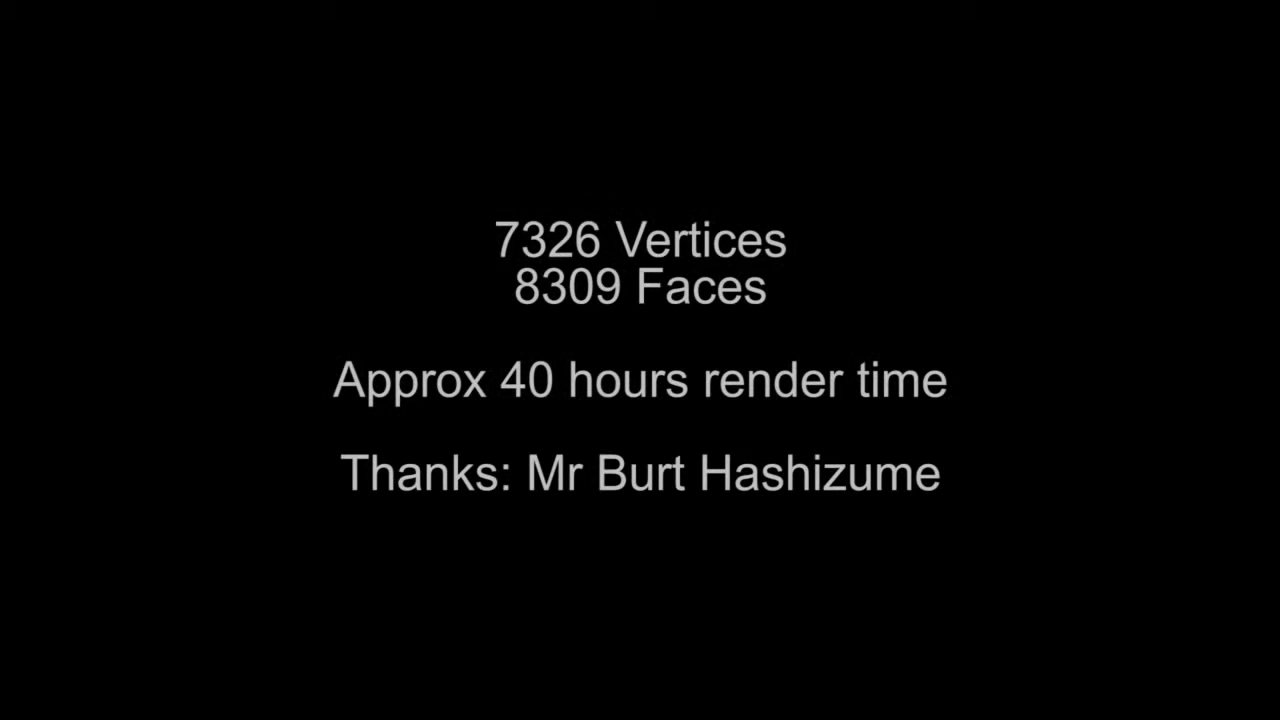 7326 Vertices
8309 Faces
Approx 40 hours render time
Thanks: Mr Burt Hashizume